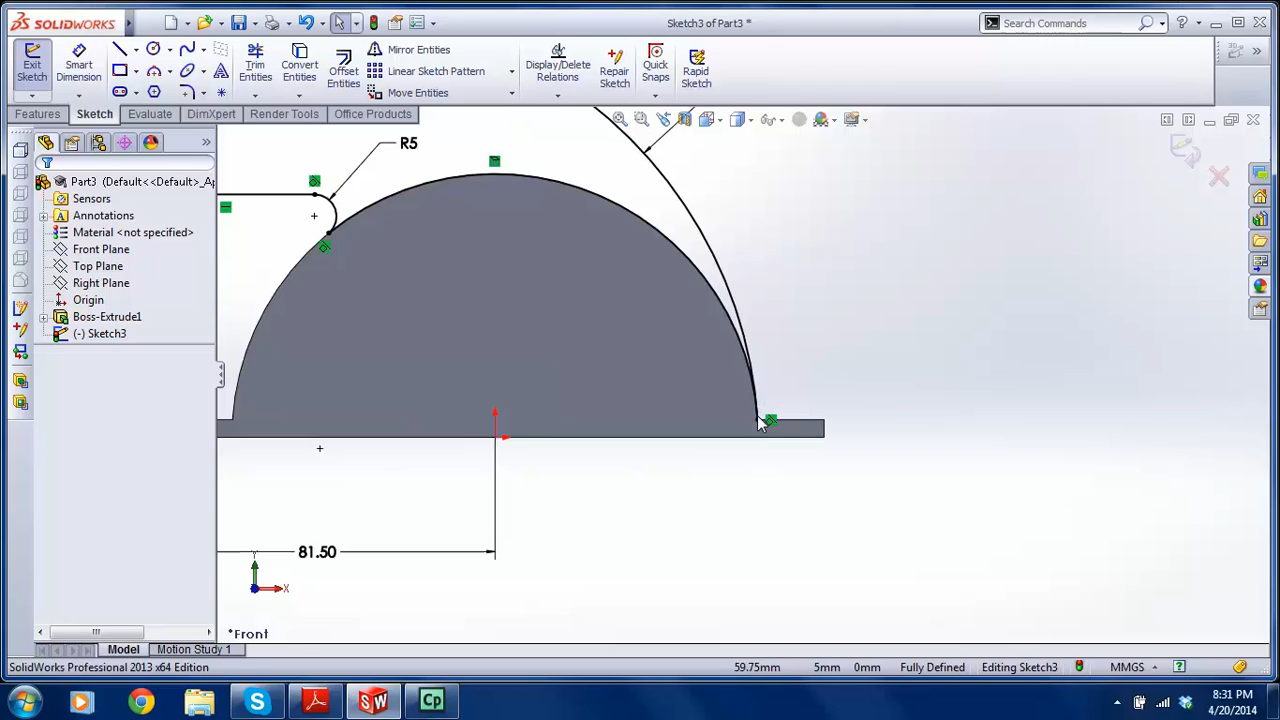 SOLIDWORKS
Sketch3 of Part3 *
Search Commands
Exit Sketch
Smart Dimension
Trim Entities
Convert Entities
Offset Entities
Mirror Entities
Linear Sketch Pattern
Move Entities
Display/Delete Relations
Repair Sketch
Quick Snaps
Rapid Sketch
Features
Sketch
Evaluate
DimXpert
Render Tools
Office Products
Part3 (Default<<Default>_Ap
Sensors
Annotations
Material <not specified>
Front Plane
Top Plane
Right Plane
Origin
Boss-Extrude1
(-) Sketch3
R5
81.50
Y
X
*Front
Model
Motion Study 1
SolidWorks Professional 2013 x64 Edition
59.75mm
5mm
0mm
Fully Defined
Editing Sketch3
MMGS
8:31 PM
4/20/2014